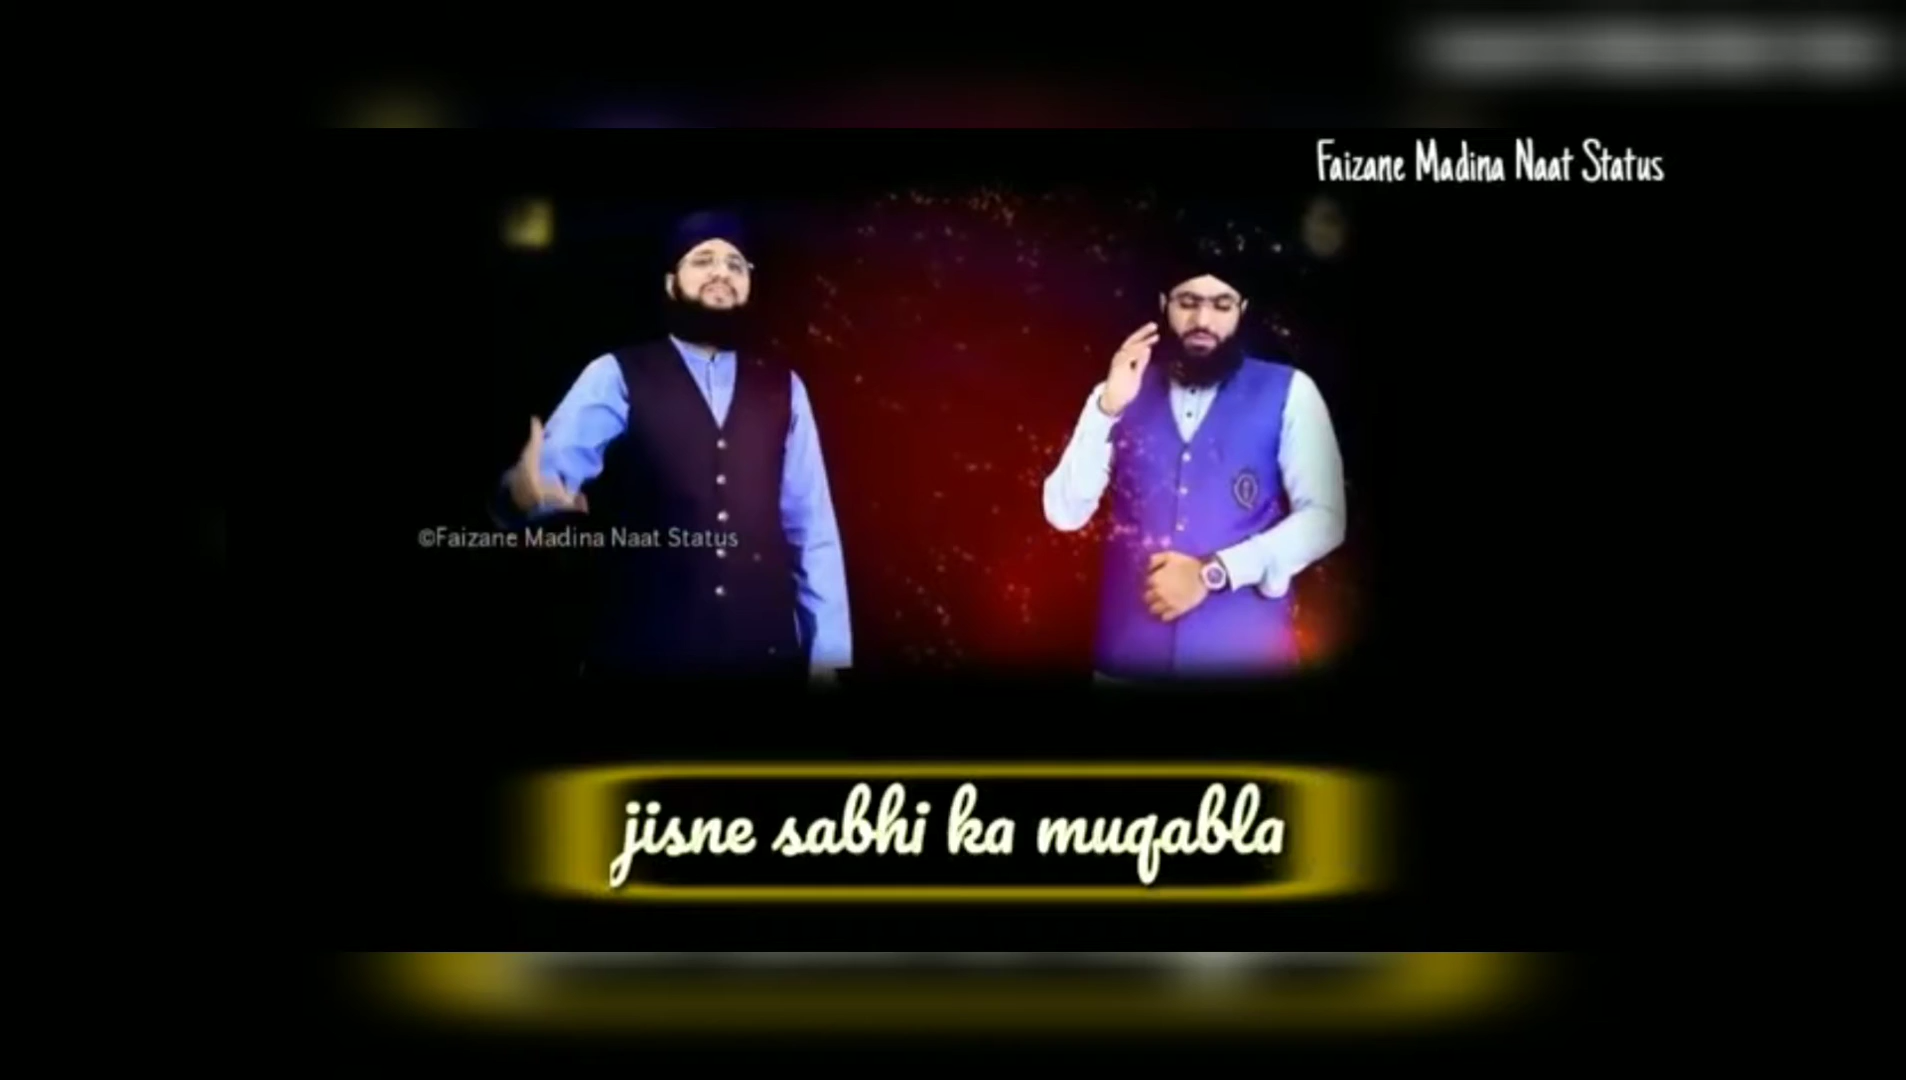 Faizane Madina Naat Status
©Faizane Madina Naat Status
jisne sabhi ka muqabla